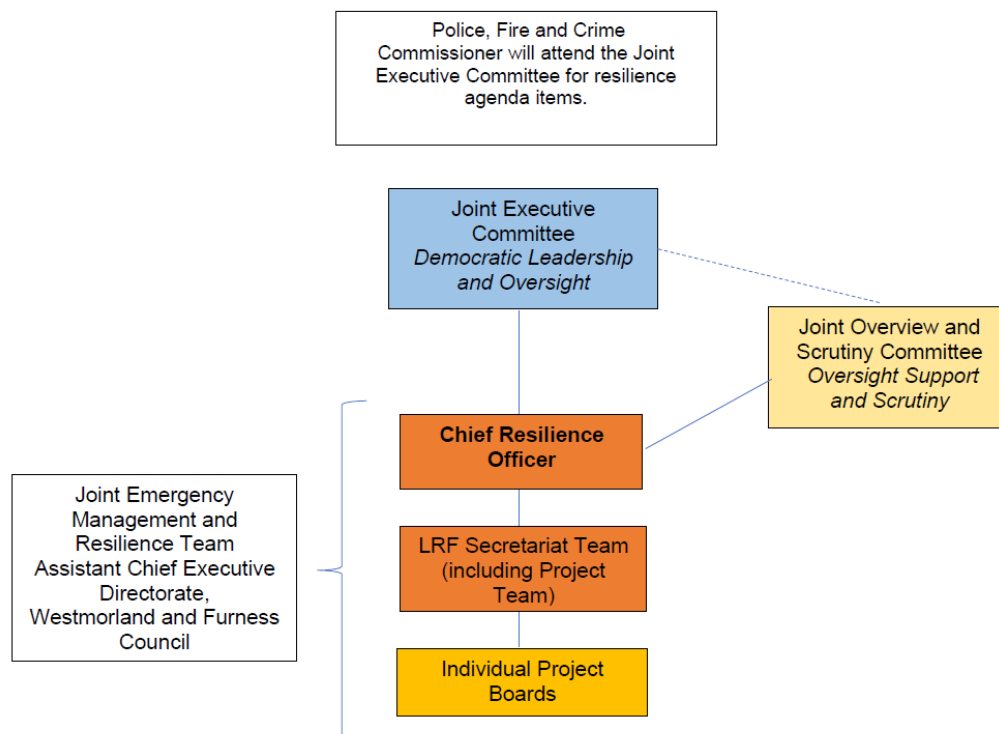 Police, Fire and Crime
Commissioner will attend the Joint
Executive Committee for resilience
agenda items.
Joint Executive
Committee
Democratic Leadership
and Oversight
Joint Overview and
Scrutiny Committee
Oversight Support
and Scrutiny
Chief Resilience
Officer
Joint Emergency
Management and
Resilience Team
Assistant Chief Executive
Directorate,
Westmorland and Furness
Council
LRF Secretariat Team
(including Project
Team)
Individual Project
Boards